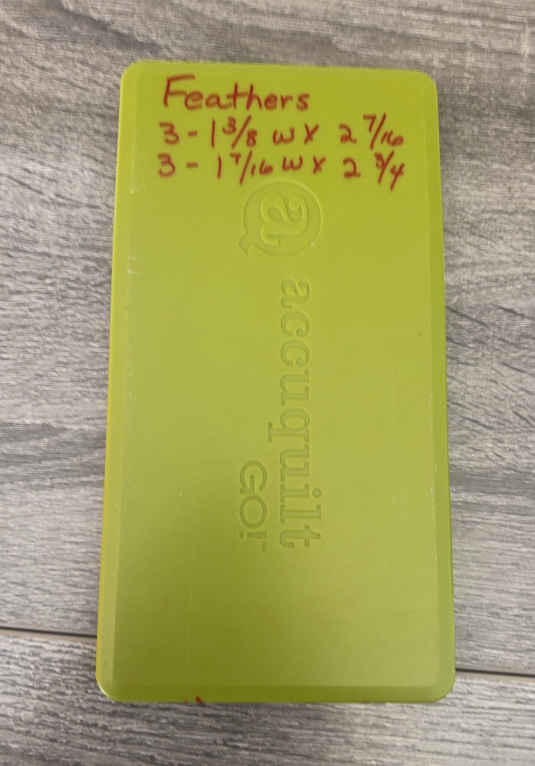 Feathers
3 - 1 3/8 w x 2 7/16
3 - 1 7/16 w x 2 3/4
a
accuquilt
GO!